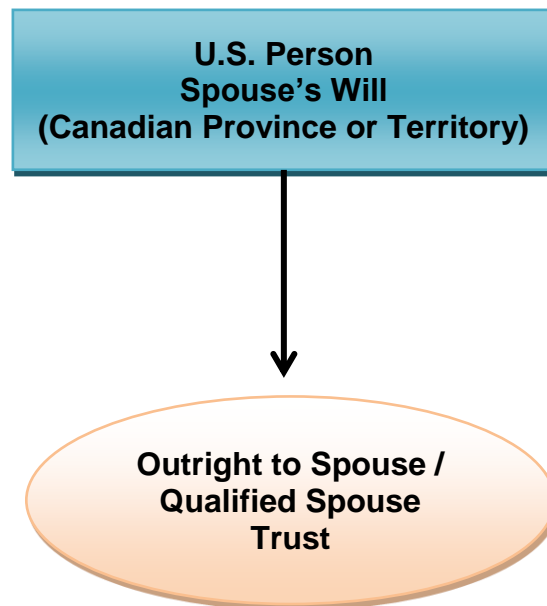 U.S. Person
Spouse’s Will
(Canadian Province or Territory)
Outright to Spouse /
Qualified Spouse
Trust